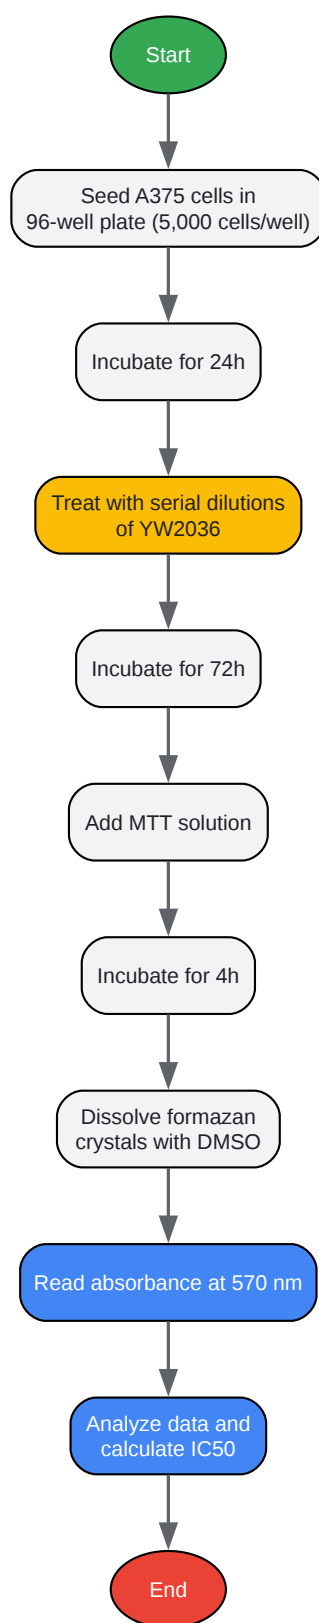 Start
Seed A375 cells in
96-well plate (5,000 cells/well)
Incubate for 24h
Treat with serial dilutions
of YW2036
Incubate for 72h
Add MTT solution
Incubate for 4h
Dissolve formazan
crystals with DMSO
Read absorbance at 570 nm
Analyze data and
calculate IC50
End